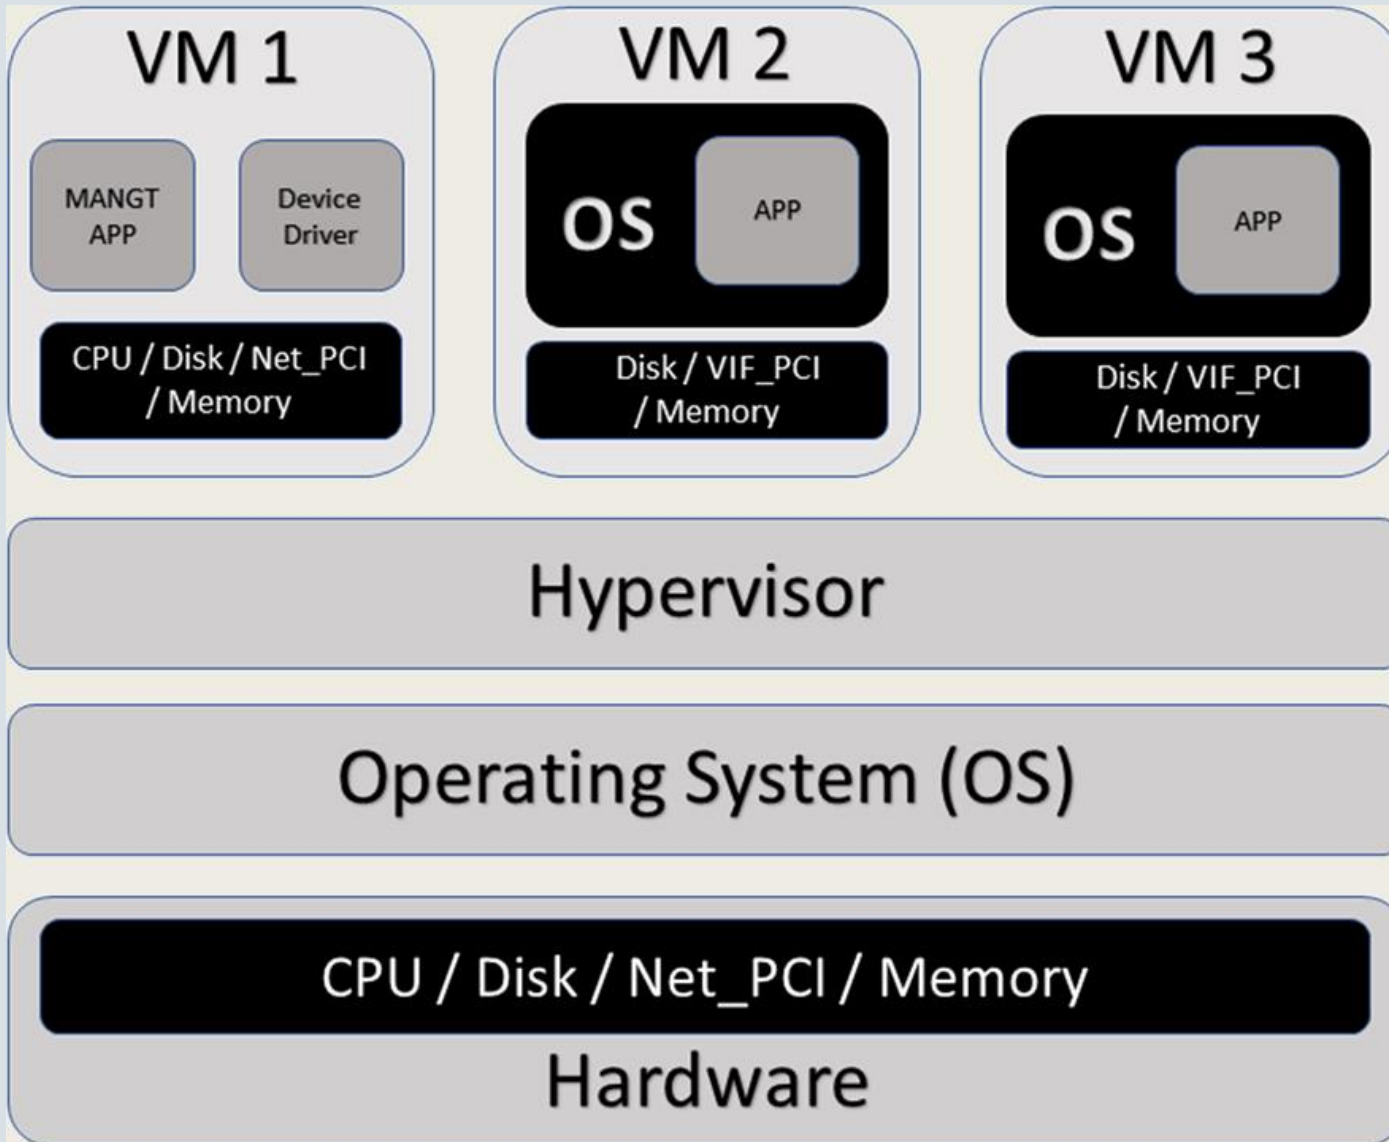 VM 1
MANGT
APP
Device
Driver
CPU / Disk / Net_PCI
/ Memory
VM 2
OS
APP
Disk / VIF_PCI
/ Memory
VM 3
OS
APP
Disk / VIF_PCI
/ Memory
Hypervisor
Operating System (OS)
CPU / Disk / Net_PCI / Memory
Hardware